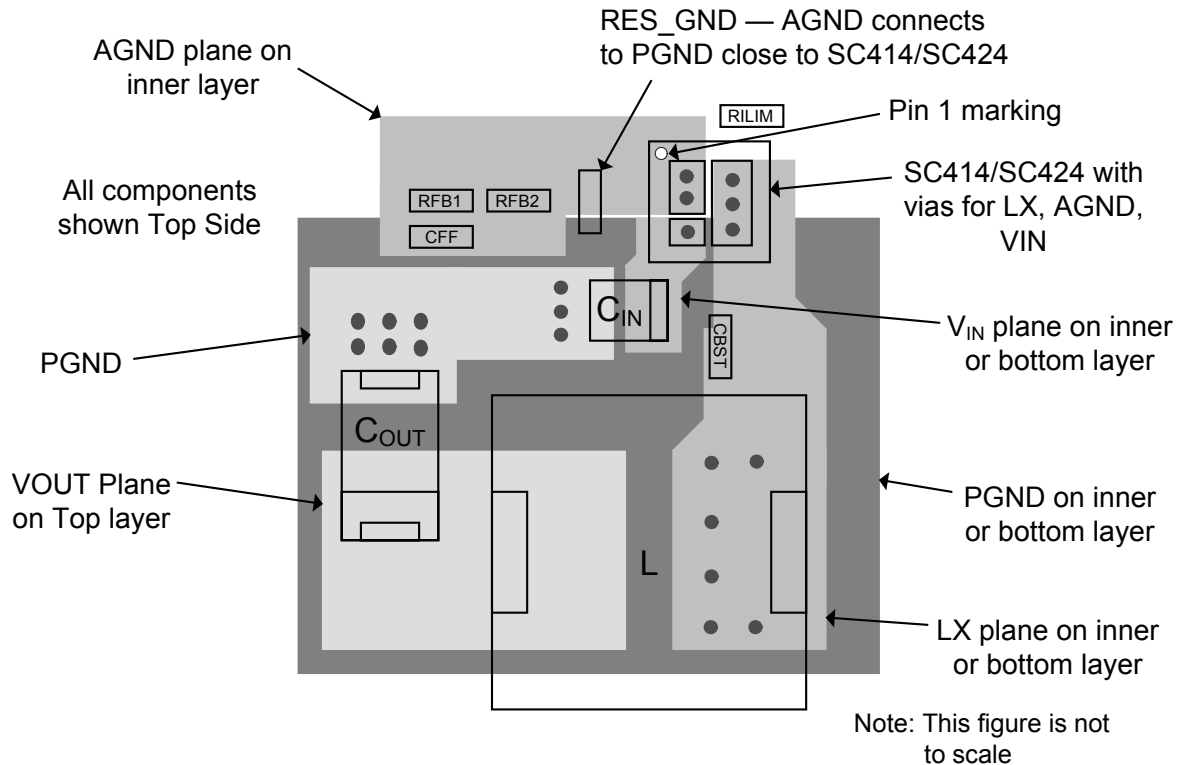 RES_GND — AGND connects
to PGND close to SC414/SC424
AGND plane on
inner layer
RILIM
Pin 1 marking
All components
shown Top Side
SC414/SC424 with
vias for LX, AGND,
VIN
RFB1
RFB2
CFF
CIN
CBST
VIN plane on inner
or bottom layer
PGND
COUT
VOUT Plane
on Top layer
PGND on inner
or bottom layer
L
LX plane on inner
or bottom layer
Note: This figure is not
to scale